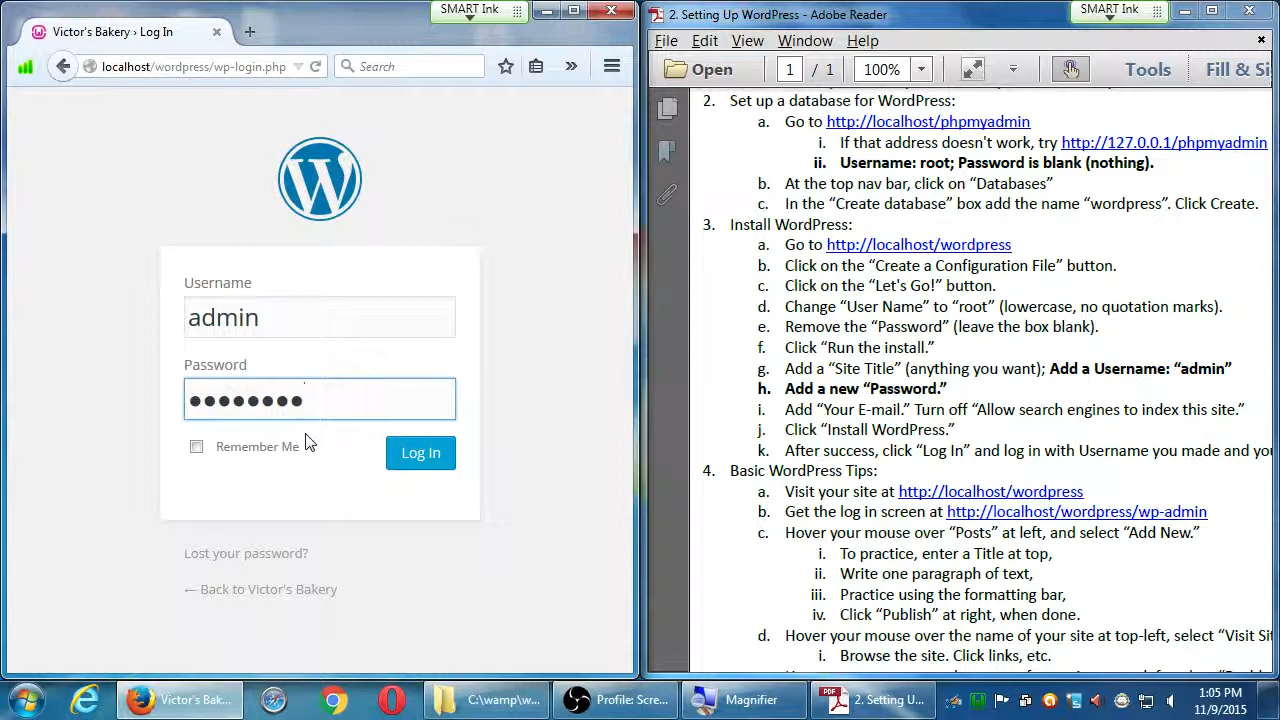 SMART Ink
Victor's Bakery › Log In
localhost/wordpress/wp-login.php
Search
Username
admin
Password
Remember Me
Log In
Lost your password?
← Back to Victor's Bakery
2. Setting Up WordPress - Adobe Reader
SMART Ink
File Edit View Window Help
Open 1 / 1 100% Tools Fill & Si
2. Set up a database for WordPress:
a. Go to http://localhost/phpmyadmin
i. If that address doesn't work, try http://127.0.0.1/phpmyadmin
ii. Username: root; Password is blank (nothing).
b. At the top nav bar, click on “Databases”
c. In the “Create database” box add the name “wordpress”. Click Create.
3. Install WordPress:
a. Go to http://localhost/wordpress
b. Click on the “Create a Configuration File” button.
c. Click on the “Let's Go!” button.
d. Change “User Name” to “root” (lowercase, no quotation marks).
e. Remove the “Password” (leave the box blank).
f. Click “Run the install.”
g. Add a “Site Title” (anything you want); Add a Username: “admin”
h. Add a new “Password.”
i. Add “Your E-mail.” Turn off “Allow search engines to index this site.”
j. Click “Install WordPress.”
k. After success, click “Log In” and log in with Username you made and you
4. Basic WordPress Tips:
a. Visit your site at http://localhost/wordpress
b. Get the log in screen at http://localhost/wordpress/wp-admin
c. Hover your mouse over “Posts” at left, and select “Add New.”
i. To practice, enter a Title at top,
ii. Write one paragraph of text,
iii. Practice using the formatting bar,
iv. Click “Publish” at right, when done.
d. Hover your mouse over the name of your site at top-left, select “Visit Si
i. Browse the site. Click links, etc.
Victor's Bak... C:\wamp\w... Profile: Scre... Magnifier 2. Setting U... 1:05 PM
11/9/2015